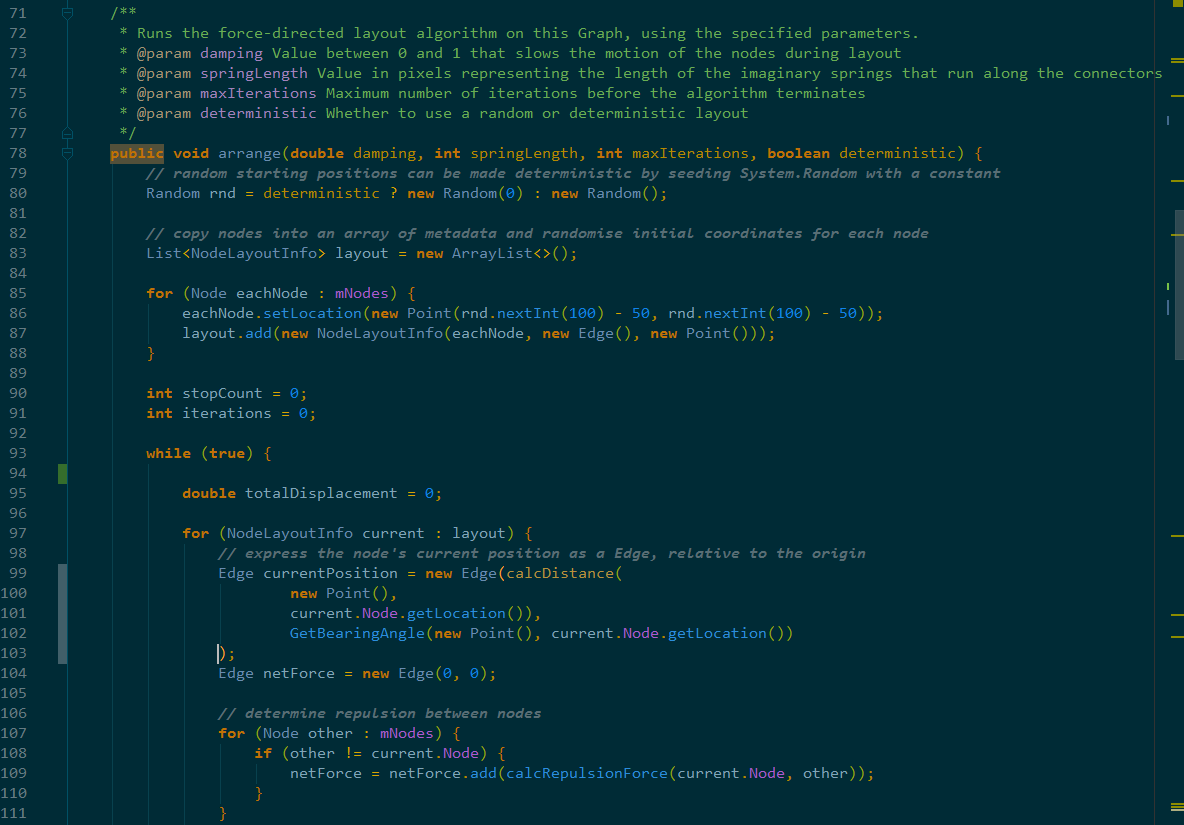 71 /**
72 * Runs the force-directed layout algorithm on this Graph, using the specified parameters.
73 * @param damping Value between 0 and 1 that slows the motion of the nodes during layout
74 * @param springLength Value in pixels representing the length of the imaginary springs that run along the connectors
75 * @param maxIterations Maximum number of iterations before the algorithm terminates
76 * @param deterministic Whether to use a random or deterministic layout
77 */
78 public void arrange(double damping, int springLength, int maxIterations, boolean deterministic) {
79 // random starting positions can be made deterministic by seeding System.Random with a constant
80 Random rnd = deterministic ? new Random(0) : new Random();
81
82 // copy nodes into an array of metadata and randomise initial coordinates for each node
83 List<NodeLayoutInfo> layout = new ArrayList<>();
84
85 for (Node eachNode : mNodes) {
86 eachNode.setLocation(new Point(rnd.nextInt(100) - 50, rnd.nextInt(100) - 50));
87 layout.add(new NodeLayoutInfo(eachNode, new Edge(), new Point()));
88 }
89
90 int stopCount = 0;
91 int iterations = 0;
92
93 while (true) {
94
95 double totalDisplacement = 0;
96
97 for (NodeLayoutInfo current : layout) {
98 // express the node's current position as a Edge, relative to the origin
99 Edge currentPosition = new Edge(calcDistance(
100 new Point(),
101 current.Node.getLocation()),
102 GetBearingAngle(new Point(), current.Node.getLocation())
103 );
104 Edge netForce = new Edge(0, 0);
105
106 // determine repulsion between nodes
107 for (Node other : mNodes) {
108 if (other != current.Node) {
109 netForce = netForce.add(calcRepulsionForce(current.Node, other));
110 }
111 }